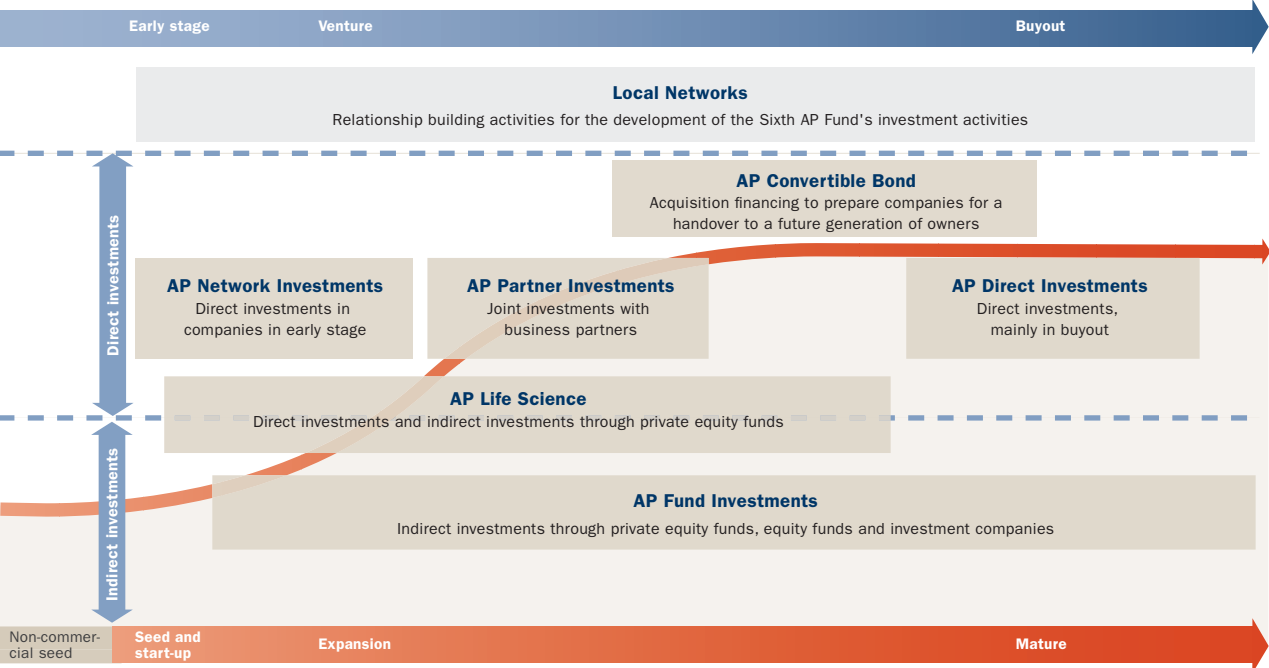 Early stage
Venture
Buyout
Local Networks
Relationship building activities for the development of the Sixth AP Fund's investment activities
AP Convertible Bond
Acquisition financing to prepare companies for a
handover to a future generation of owners
Direct investments
AP Network Investments
Direct investments in
companies in early stage
AP Partner Investments
Joint investments with
business partners
AP Direct Investments
Direct investments,
mainly in buyout
AP Life Science
Direct investments and indirect investments through private equity funds
Indirect investments
AP Fund Investments
Indirect investments through private equity funds, equity funds and investment companies
Non-commer-
cial seed
Seed and
start-up
Expansion
Mature